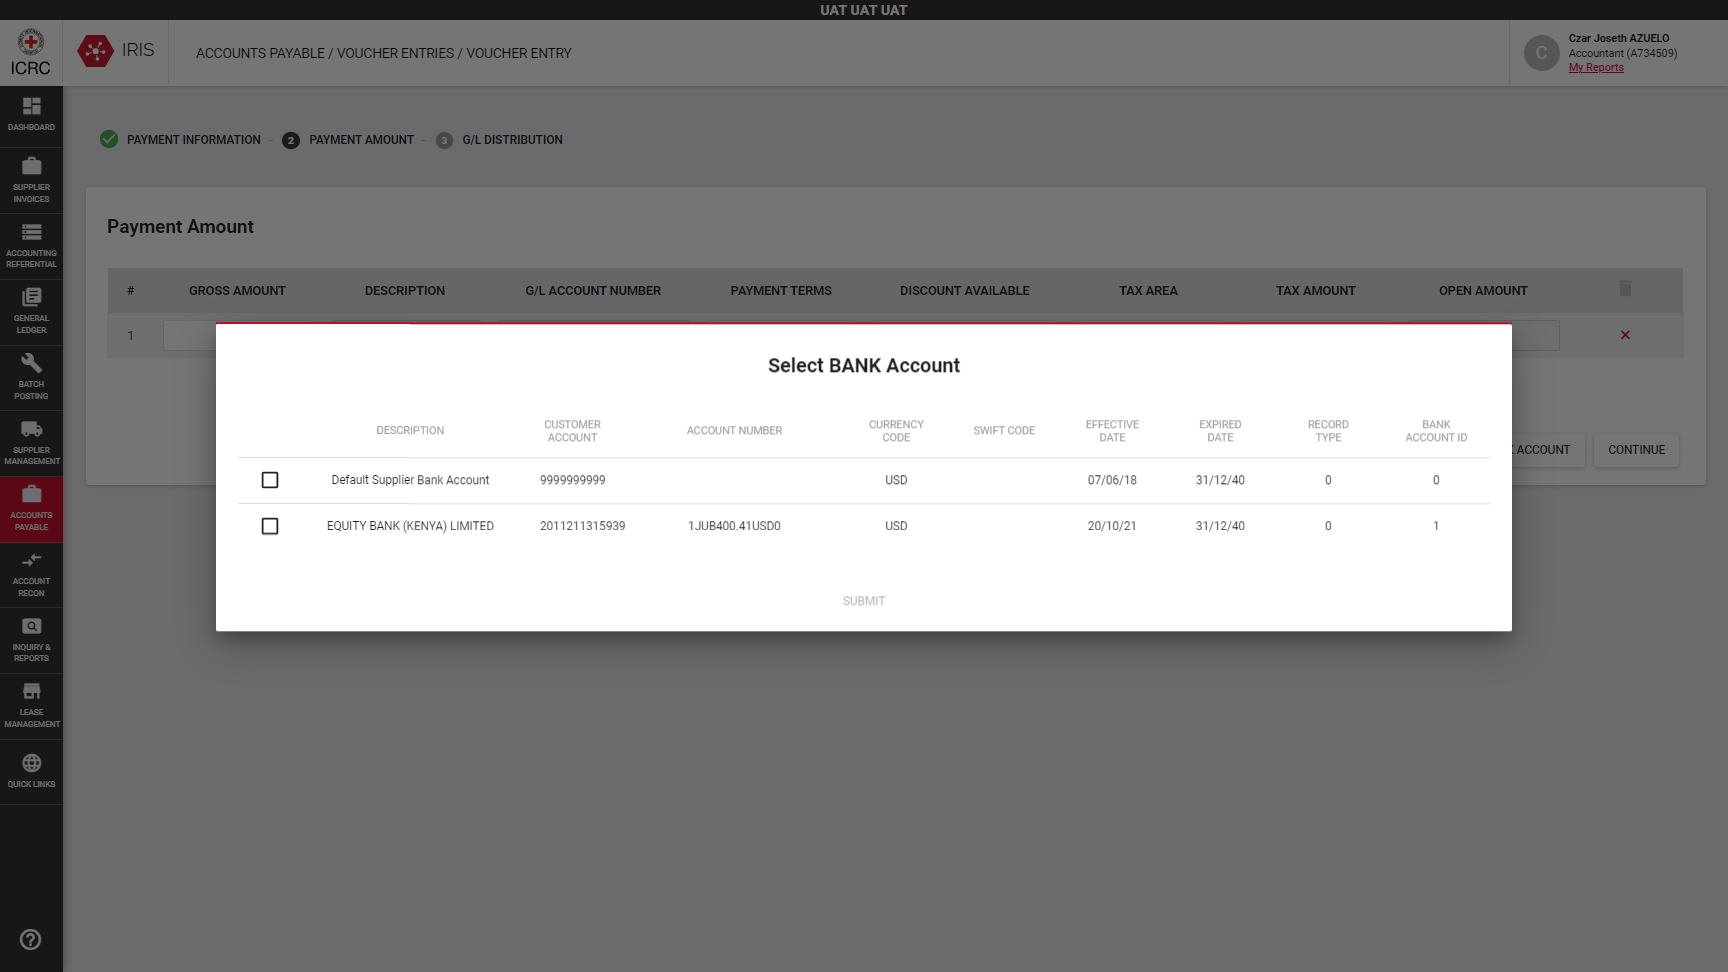 UAT UAT UAT
ICRC
IRIS
ACCOUNTS PAYABLE / VOUCHER ENTRIES / VOUCHER ENTRY
C
Czar Joseth AZUELO
Accountant (A734509)
My Reports
DASHBOARD
SUPPLIER
INVOICES
ACCOUNTING
REFERENTIAL
GENERAL
LEDGER
BATCH
POSTING
SUPPLIER
MANAGEMENT
ACCOUNTS
PAYABLE
ACCOUNT
RECON
INQUIRY &
REPORTS
LEASE
MANAGEMENT
QUICK LINKS
PAYMENT INFORMATION - 2 PAYMENT AMOUNT - 3 G/L DISTRIBUTION
Payment Amount
# GROSS AMOUNT DESCRIPTION G/L ACCOUNT NUMBER PAYMENT TERMS DISCOUNT AVAILABLE TAX AREA TAX AMOUNT OPEN AMOUNT
1
Select BANK Account
DESCRIPTION CUSTOMER ACCOUNT ACCOUNT NUMBER CURRENCY CODE SWIFT CODE EFFECTIVE DATE EXPIRED DATE RECORD TYPE BANK ACCOUNT ID
Default Supplier Bank Account 9999999999 USD 07/06/18 31/12/40 0 0
EQUITY BANK (KENYA) LIMITED 2011211315939 1JUB400.41USD0 USD 20/10/21 31/12/40 0 1
SUBMIT
ACCOUNT CONTINUE